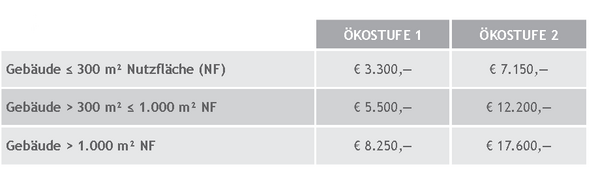 ÖKOSTUFE 1 ÖKOSTUFE 2
Gebäude ≤ 300 m² Nutzfläche (NF) € 3.300,— € 7.150,—
Gebäude > 300 m² ≤ 1.000 m² NF € 5.500,— € 12.200,—
Gebäude > 1.000 m² NF € 8.250,— € 17.600,—